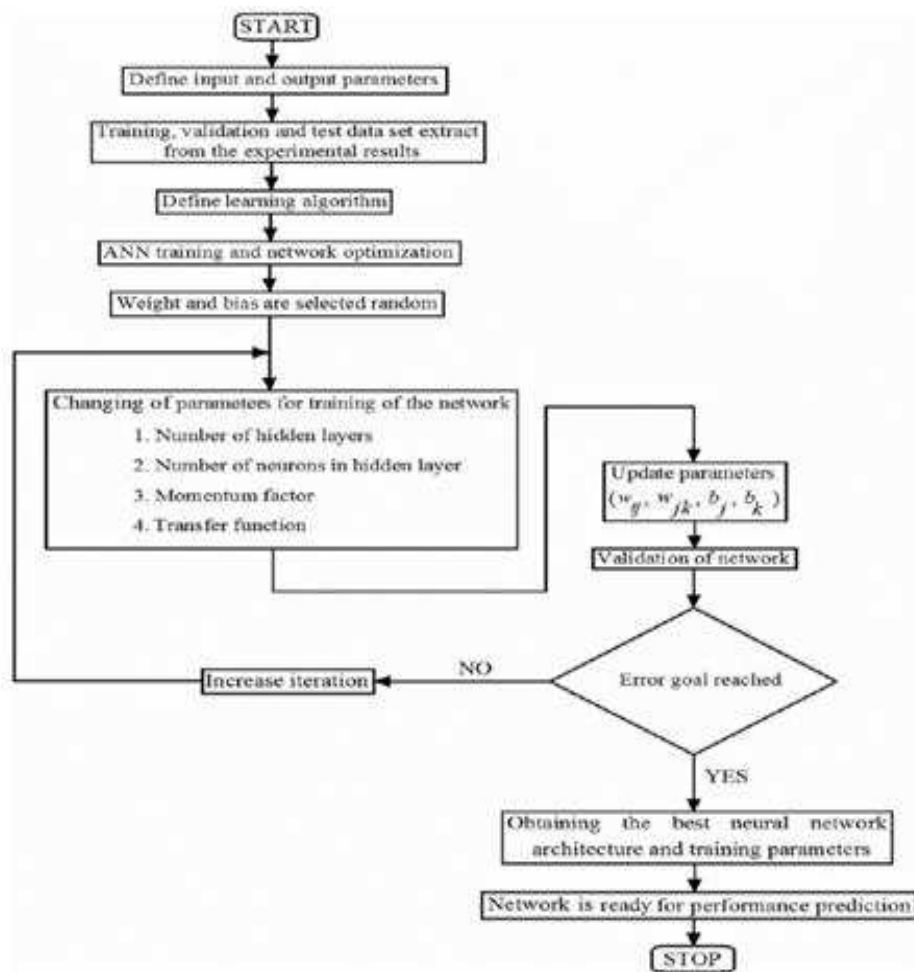 START
Define input and output parameters
Training, validation and test data set extract
from the experimental results
Define learning algorithm
ANN training and network optimization
Weight and bias are selected random
Changing of parameters for training of the network
1. Number of hidden layers
2. Number of neurons in hidden layer
3. Momentum factor
4. Transfer function
Update parameters
(w_ij, w_jk, b_j, b_k)
Validation of network
Error goal reached
NO
Increase iteration
YES
Obtaining the best neural network
architecture and training parameters
Network is ready for performance prediction
STOP